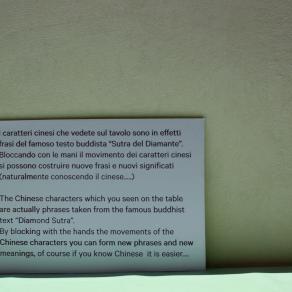 I caratteri cinesi che vedete sul tavolo sono in effetti
frasi del famoso testo buddista "Sutra del Diamante".
Bloccando con le mani il movimento dei caratteri cinesi
si possono costruire nuove frasi e nuovi significati
(naturalmente conoscendo il cinese....)
The Chinese characters which you seen on the table
are actually phrases taken from the famous buddhist
text "Diamond Sutra".
By blocking with the hands the movements of the
Chinese characters you can form new phrases and new
meanings, of course if you know Chinese it is easier....